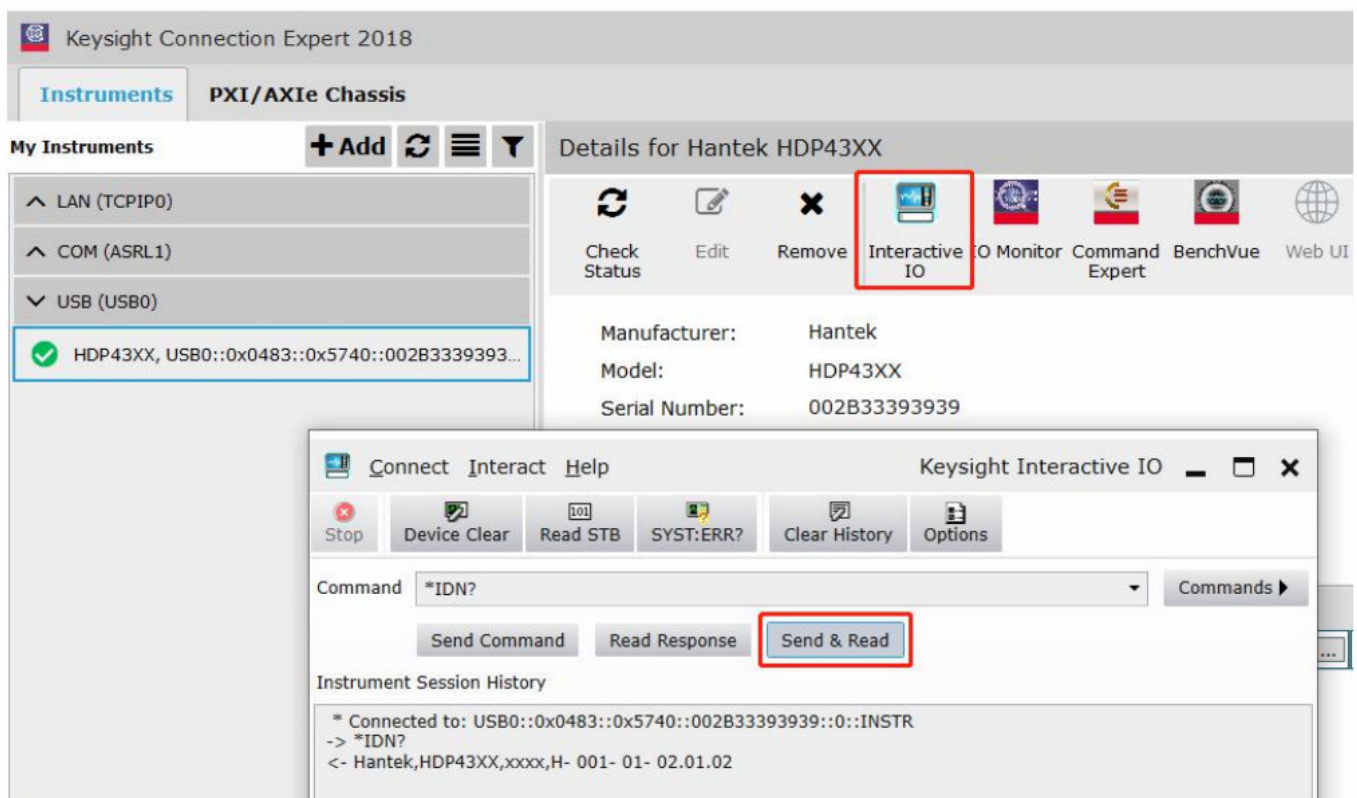 Keysight Connection Expert 2018
Instruments PXI/AXIe Chassis
My Instruments
+ Add
Details for Hantek HDP43XX
LAN (TCPIP0)
COM (ASRL1)
USB (USB0)
HDP43XX, USB0::0x0483::0x5740::002B3339393...
Check Status
Edit
Remove
Interactive IO
IO Monitor
Command Expert
BenchVue
Web UI
Manufacturer: Hantek
Model: HDP43XX
Serial Number: 002B33393939
Connect Interact Help Keysight Interactive IO
Stop
Device Clear
101
Read STB
SYST:ERR?
Clear History
Options
Command *IDN? Commands
Send Command Read Response Send & Read
...
Instrument Session History
* Connected to: USB0::0x0483::0x5740::002B33393939::0::INSTR
-> *IDN?
<- Hantek,HDP43XX,xxxx,H- 001- 01- 02.01.02